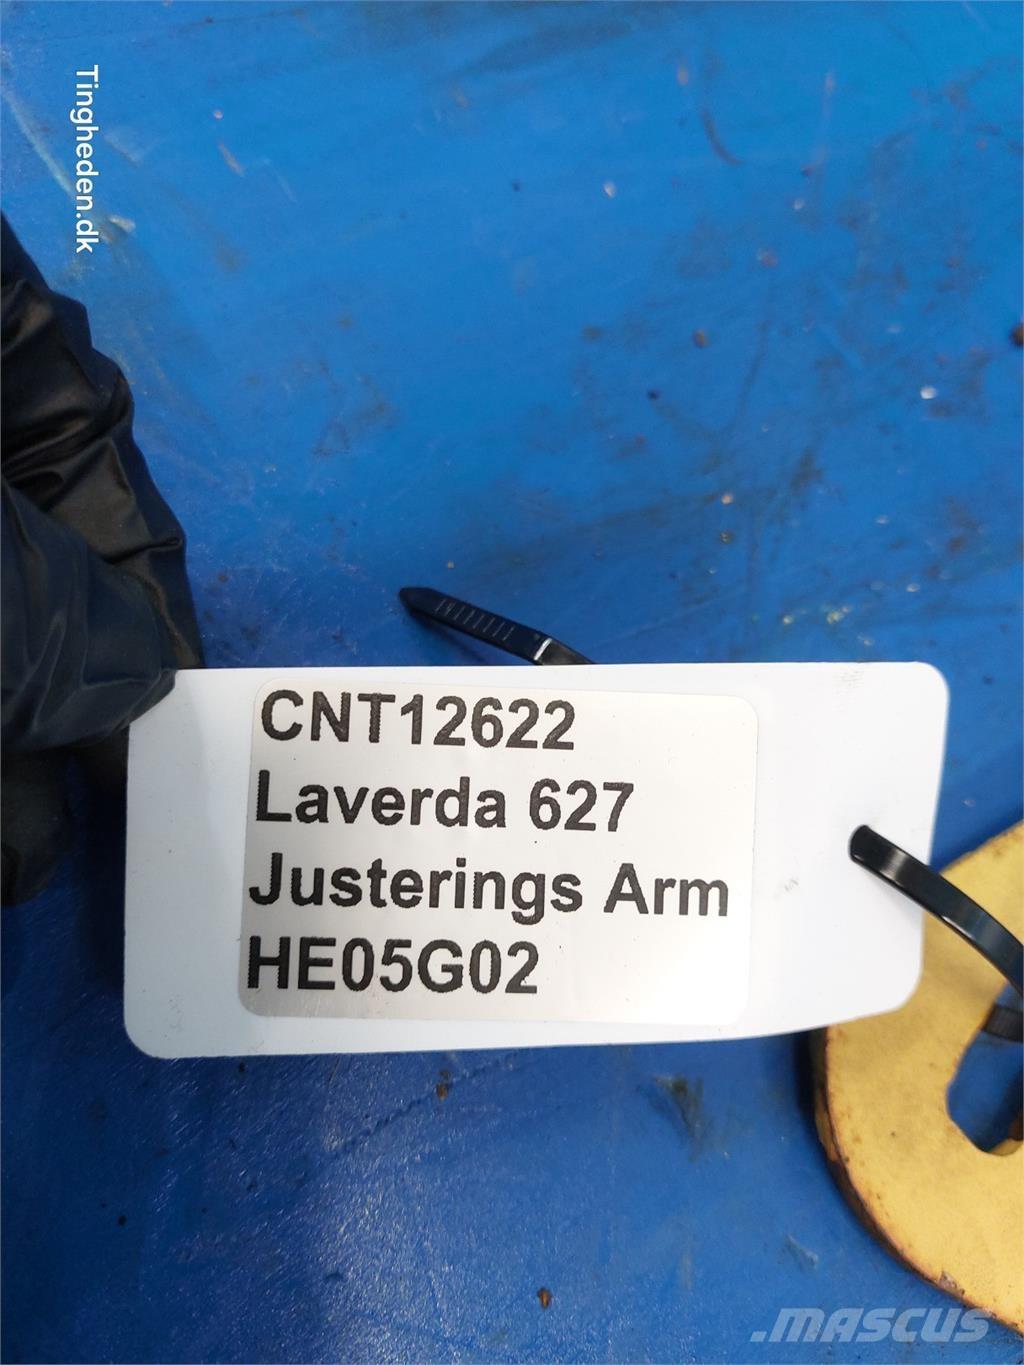 Tingheden.dk
CNT12622
Laverda 627
Justerings Arm
HE05G02
.MASCUS